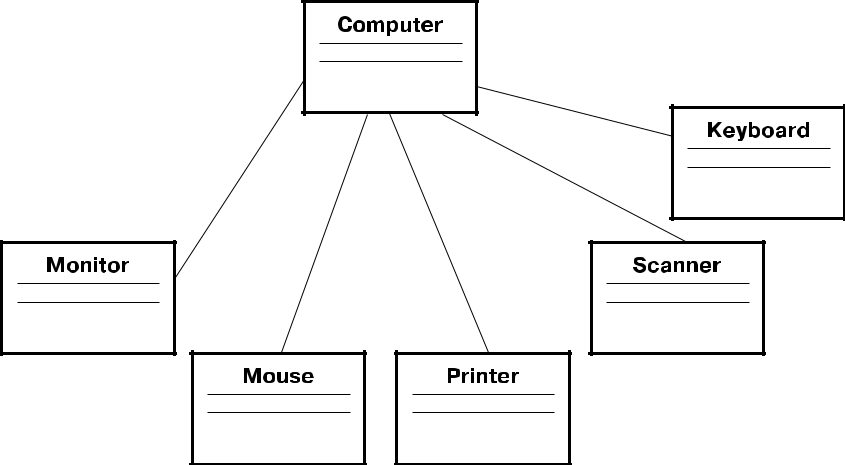 Computer
Keyboard
Monitor
Scanner
Mouse
Printer